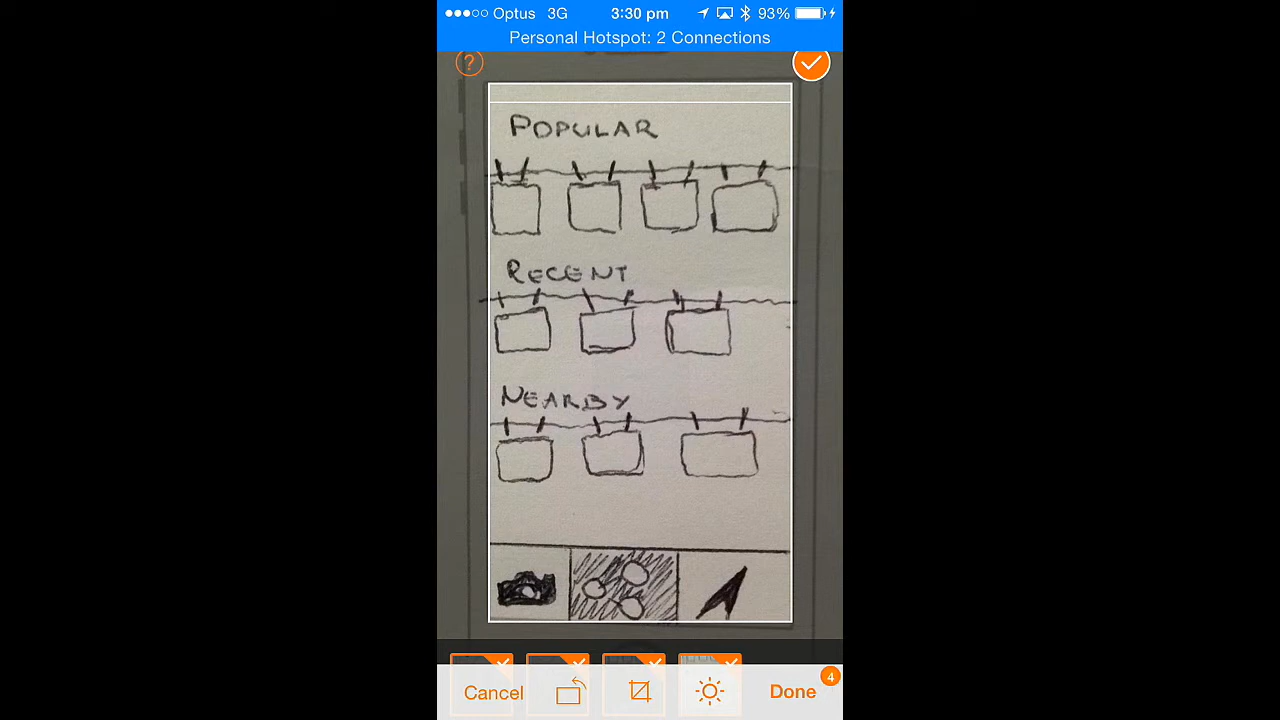 Optus 3G 3:30 pm 93%
Personal Hotspot: 2 Connections
?
POPULAR
RECENT
NEARBY
Cancel Done 4